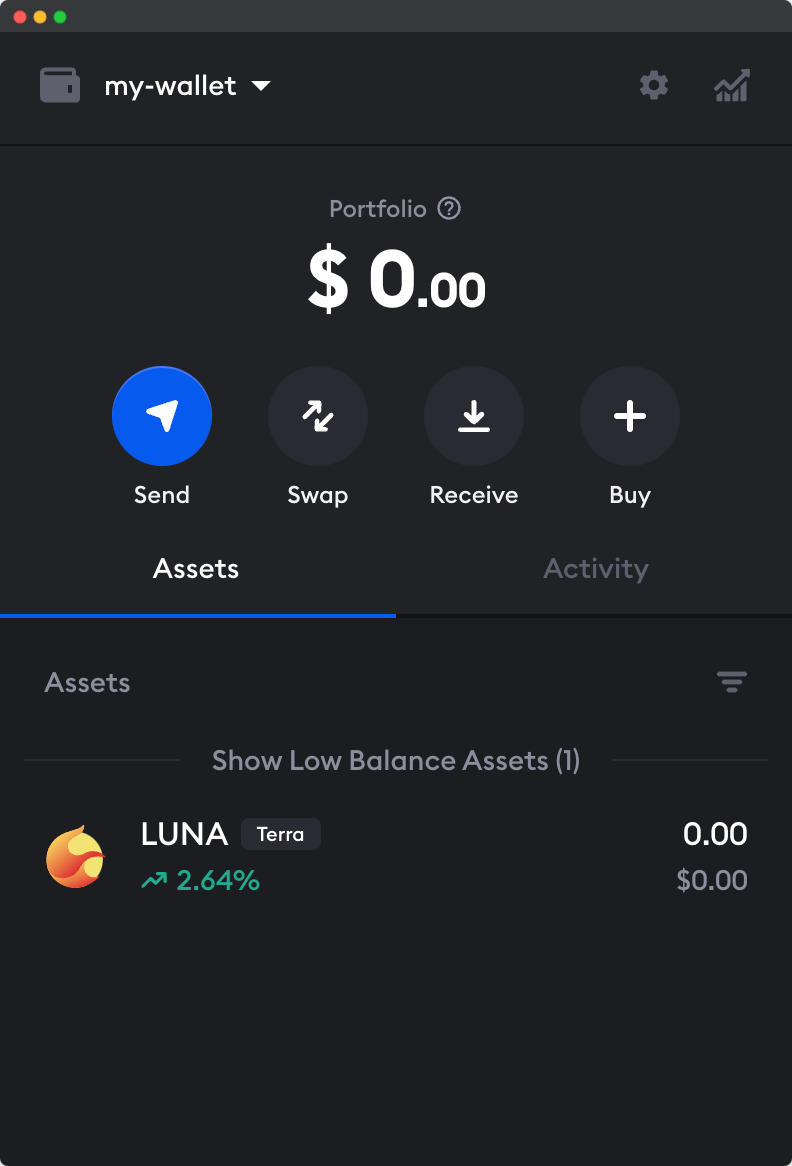 my-wallet
Portfolio
$ 0.00
Send Swap Receive Buy
Assets Activity
Assets
Show Low Balance Assets (1)
LUNA Terra 0.00
2.64% $0.00